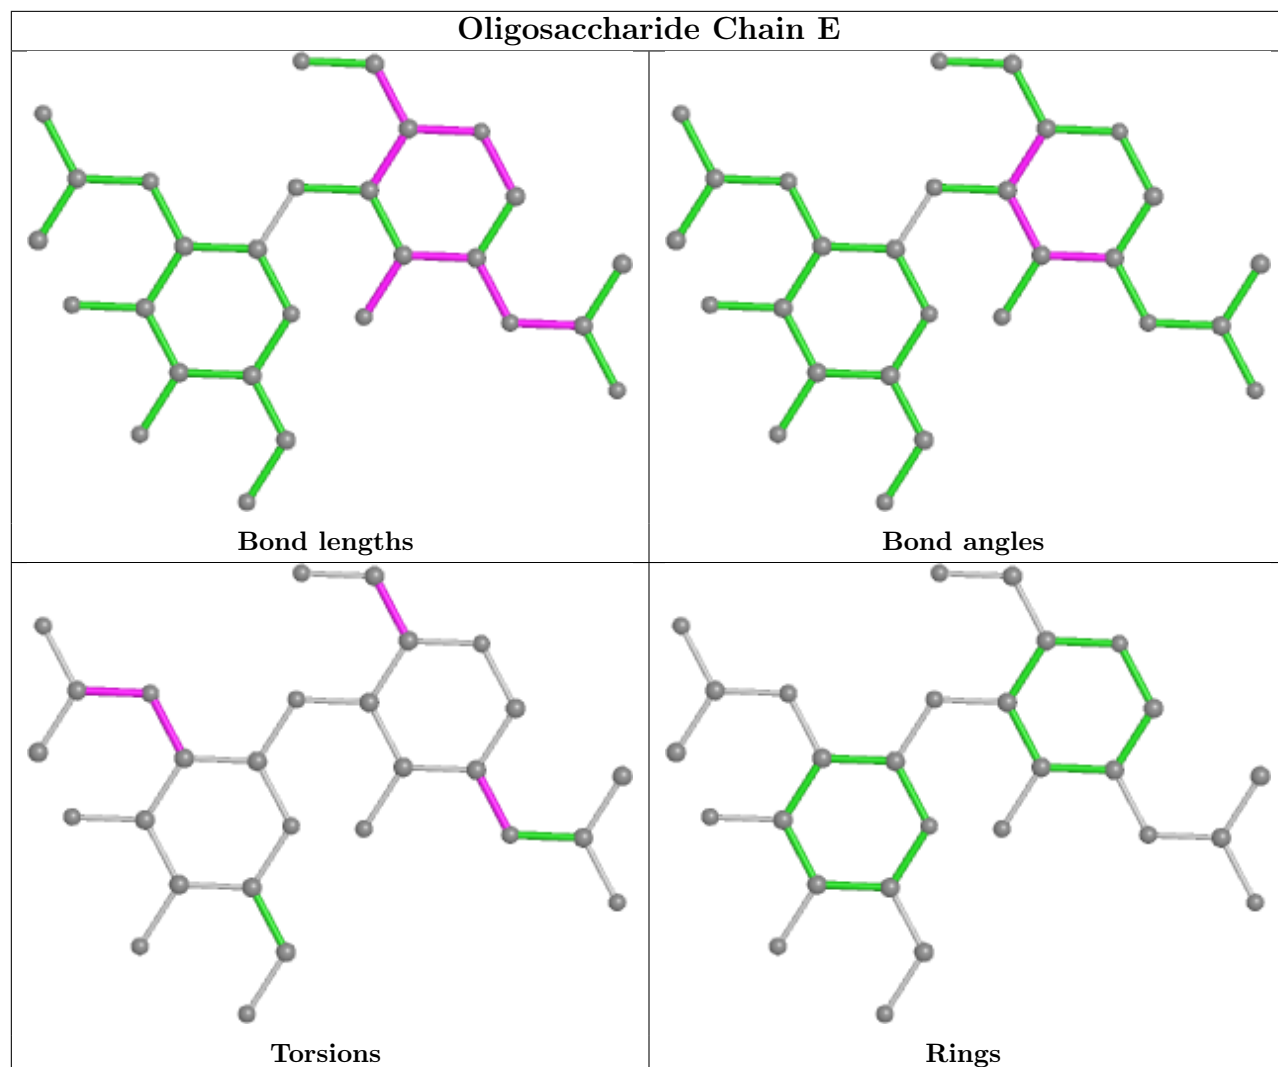 Oligosaccharide Chain E
Bond lengths
Bond angles
Torsions
Rings